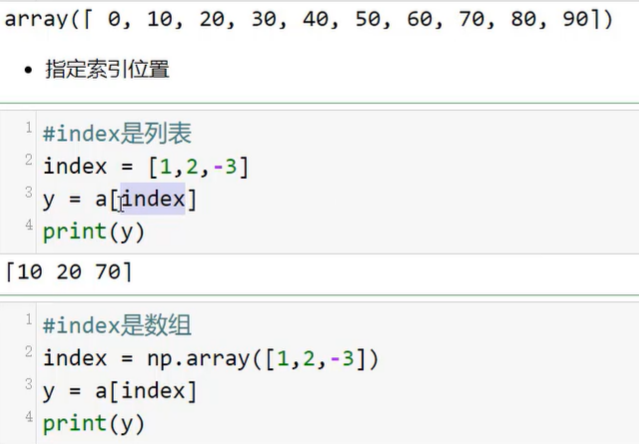 array([ 0, 10, 20, 30, 40, 50, 60, 70, 80, 90])
• 指定索引位置
1 #index是列表
2 index = [1,2,-3]
3 y = a[index]
4 print(y)
[10 20 70]
1 #index是数组
2 index = np.array([1,2,-3])
3 y = a[index]
4 print(y)